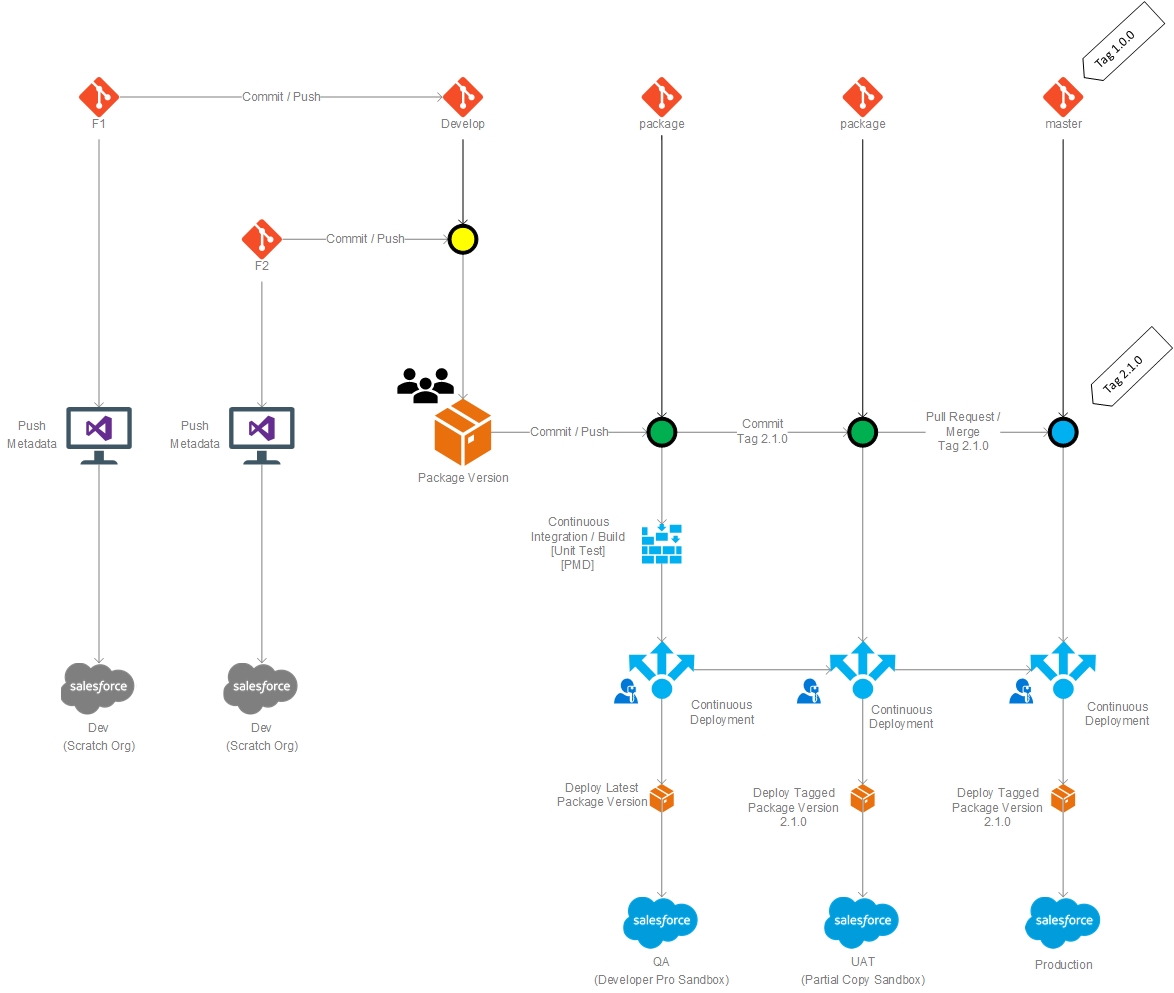 Tag 1.0.0
Commit / Push
F1
Develop
package
package
master
Commit / Push
F2
Tag 2.1.0
Push
Metadata
Push
Metadata
Package Version
Commit / Push
Commit
Tag 2.1.0
Pull Request /
Merge
Tag 2.1.0
Continuous
Integration / Build
[Unit Test]
[PMD]
salesforce
Dev
(Scratch Org)
salesforce
Dev
(Scratch Org)
Continuous
Deployment
Continuous
Deployment
Continuous
Deployment
Deploy Latest
Package Version
Deploy Tagged
Package Version
2.1.0
Deploy Tagged
Package Version
2.1.0
salesforce
QA
(Developer Pro Sandbox)
salesforce
UAT
(Partial Copy Sandbox)
salesforce
Production